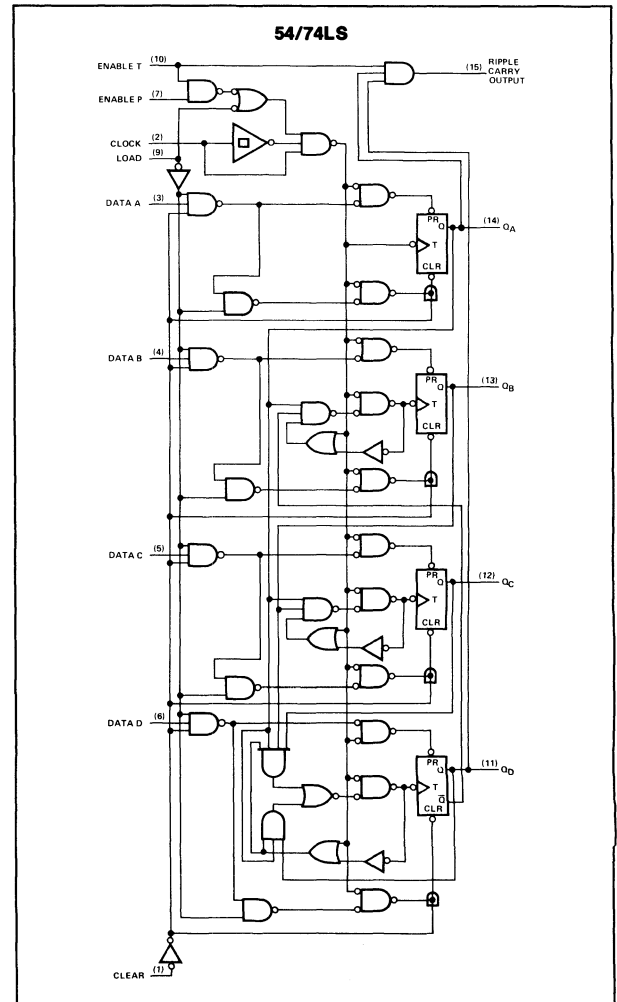 54/74LS
ENABLE T (10)
(15) RIPPLE CARRY OUTPUT
ENABLE P (7)
CLOCK (2)
LOAD (9)
DATA A (3)
PR
Q
(14) QA
T
CLR
DATA B (4)
PR
Q
(13) QB
T
CLR
DATA C (5)
PR
Q
(12) QC
T
CLR
DATA D (6)
PR
Q
(11) QD
T
Q̅
CLR
CLEAR (1)